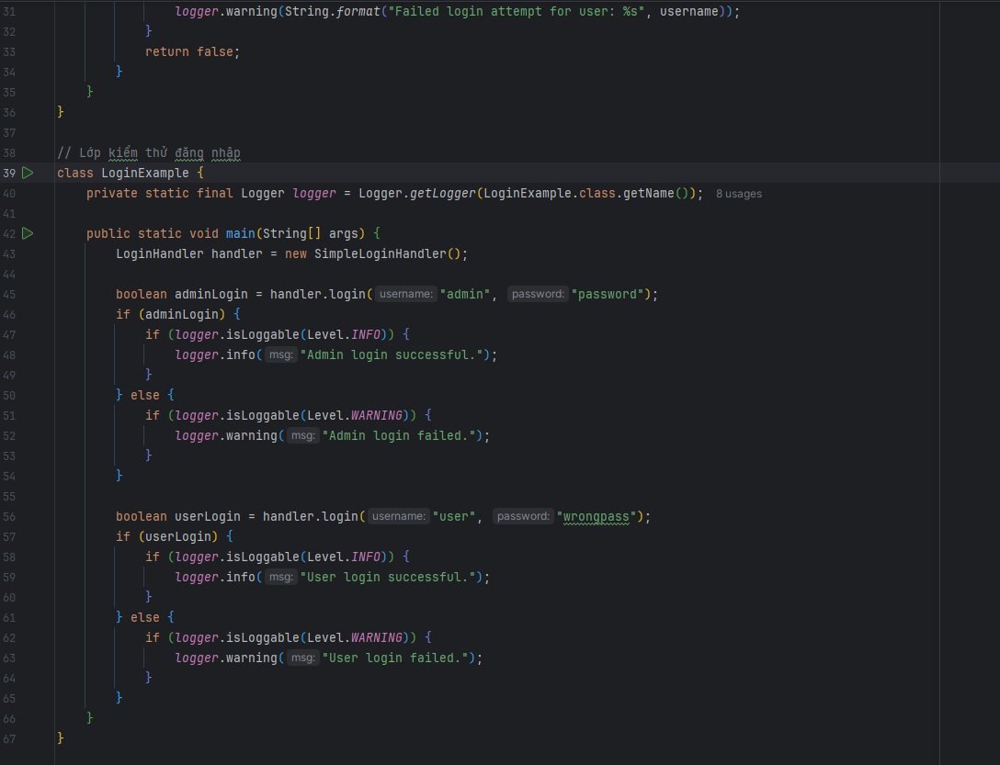 31 logger.warning(String.format("Failed login attempt for user: %s", username));
32 }
33 return false;
34 }
35 }
36 }
37
38 // Lớp kiểm thử đăng nhập
39 class LoginExample {
40 private static final Logger logger = Logger.getLogger(LoginExample.class.getName()); 8 usages
41
42 public static void main(String[] args) {
43 LoginHandler handler = new SimpleLoginHandler();
44
45 boolean adminLogin = handler.login( username: "admin", password: "password");
46 if (adminLogin) {
47 if (logger.isLoggable(Level.INFO)) {
48 logger.info( msg: "Admin login successful.");
49 }
50 } else {
51 if (logger.isLoggable(Level.WARNING)) {
52 logger.warning( msg: "Admin login failed.");
53 }
54 }
55
56 boolean userLogin = handler.login( username: "user", password: "wrongpass");
57 if (userLogin) {
58 if (logger.isLoggable(Level.INFO)) {
59 logger.info( msg: "User login successful.");
60 }
61 } else {
62 if (logger.isLoggable(Level.WARNING)) {
63 logger.warning( msg: "User login failed.");
64 }
65 }
66 }
67 }